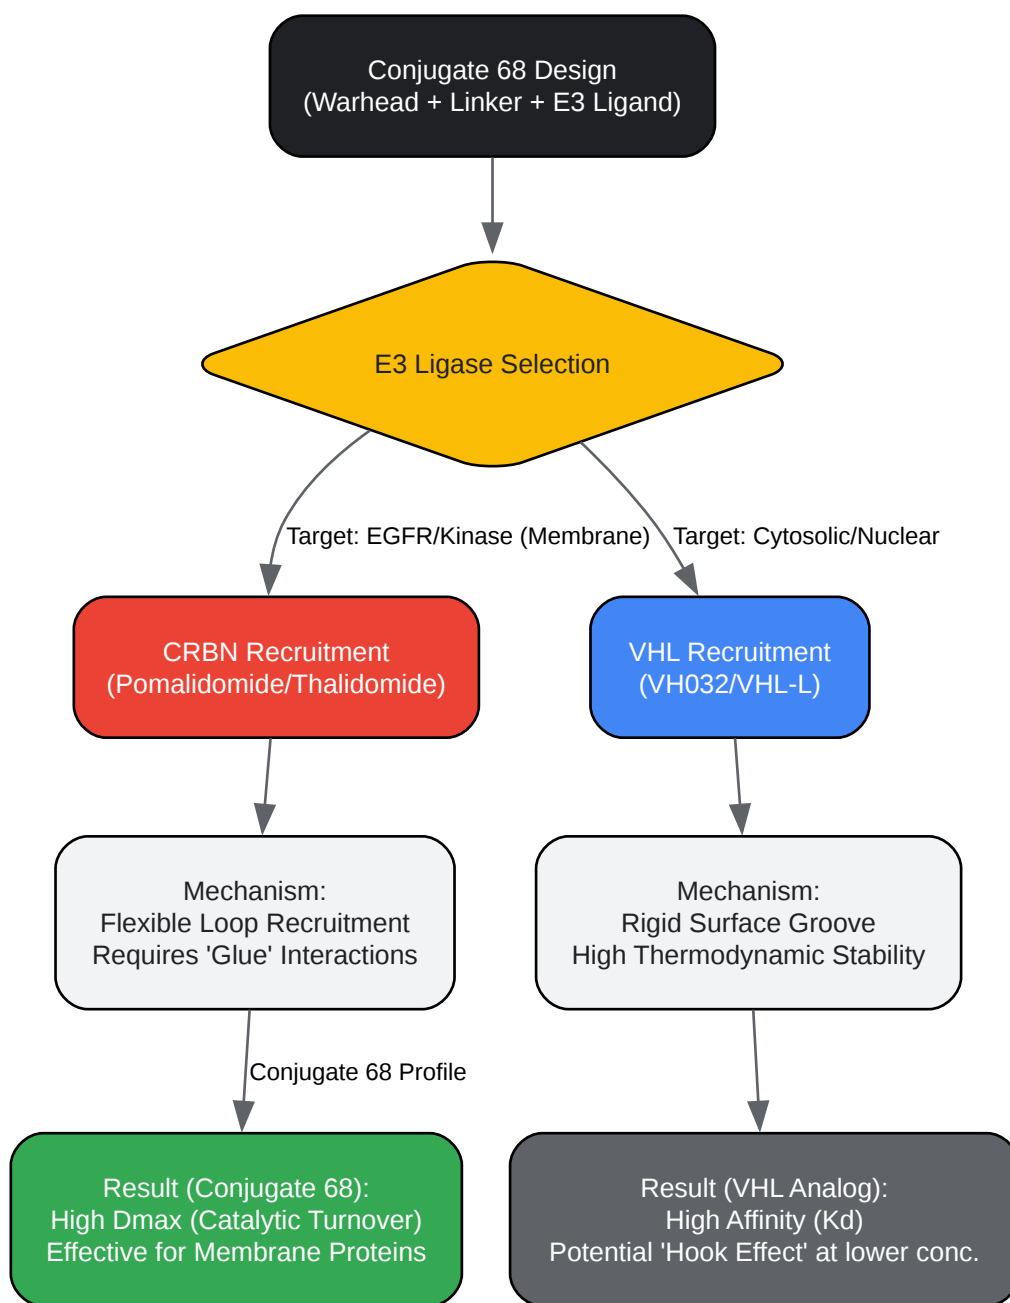 Conjugate 68 Design
(Warhead + Linker + E3 Ligand)
E3 Ligase Selection
Target: EGFR/Kinase (Membrane)
Target: Cytosolic/Nuclear
CRBN Recruitment
(Pomalidomide/Thalidomide)
VHL Recruitment
(VH032/VHL-L)
Mechanism:
Flexible Loop Recruitment
Requires 'Glue' Interactions
Mechanism:
Rigid Surface Groove
High Thermodynamic Stability
Conjugate 68 Profile
Result (Conjugate 68):
High Dmax (Catalytic Turnover)
Effective for Membrane Proteins
Result (VHL Analog):
High Affinity (Kd)
Potential 'Hook Effect' at lower conc.